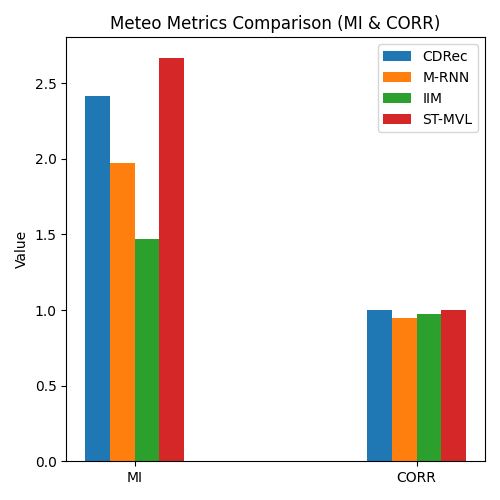 Meteo Metrics Comparison (MI & CORR)
CDRec
M-RNN
IIM
ST-MVL
Value
2.5
2.0
1.5
1.0
0.5
0.0
MI
CORR